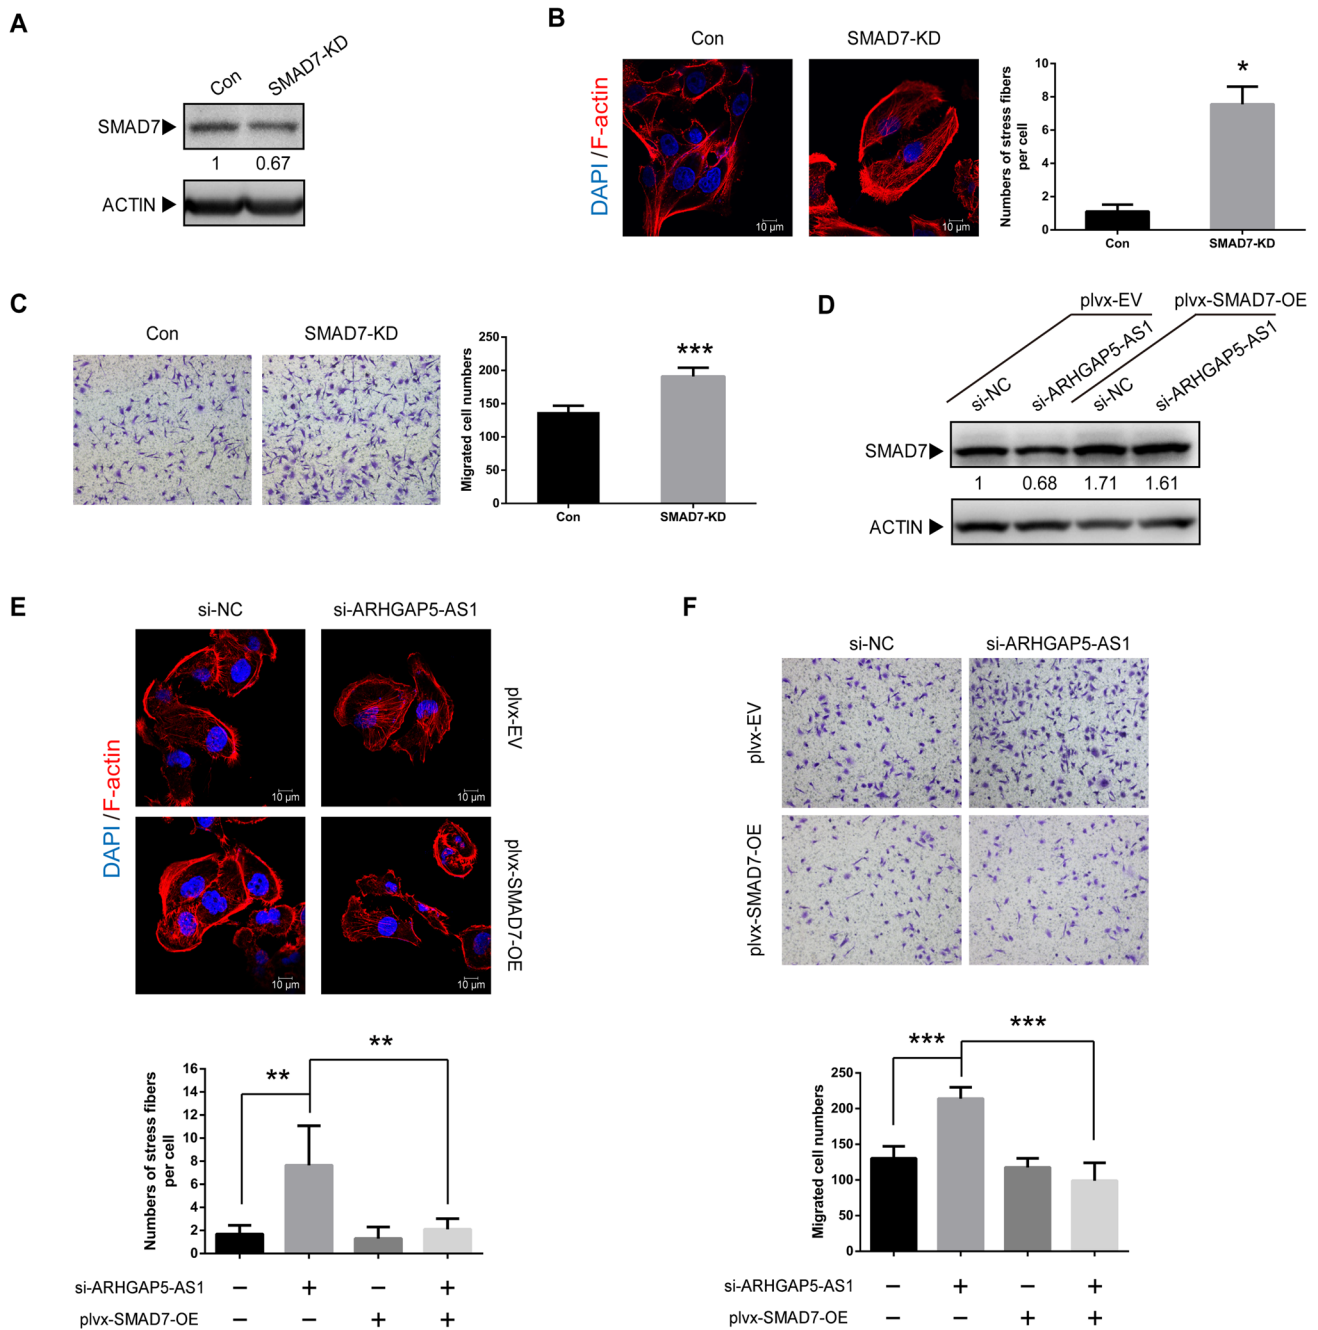 A
Con
SMAD7-KD
SMAD7
1
0.67
ACTIN
B
Con
SMAD7-KD
DAPI/F-actin
10 μm
10 μm
Numbers of stress fibers
per cell
10
8
6
4
2
0
*
Con
SMAD7-KD
C
Con
SMAD7-KD
Migrated cell numbers
250
200
150
100
50
0
***
Con
SMAD7-KD
D
plvx-EV
plvx-SMAD7-OE
si-NC
si-ARHGAP5-AS1
si-NC
si-ARHGAP5-AS1
SMAD7
1
0.68
1.71
1.61
ACTIN
E
si-NC
si-ARHGAP5-AS1
DAPI/F-actin
plvx-EV
plvx-SMAD7-OE
10 μm
10 μm
10 μm
10 μm
Numbers of stress fibers
per cell
16
14
12
10
8
6
4
2
0
**
**
si-ARHGAP5-AS1 − + − +
plvx-SMAD7-OE − − + +
F
si-NC
si-ARHGAP5-AS1
plvx-EV
plvx-SMAD7-OE
Migrated cell numbers
250
200
150
100
50
0
***
***
si-ARHGAP5-AS1 − + − +
plvx-SMAD7-OE − − + +